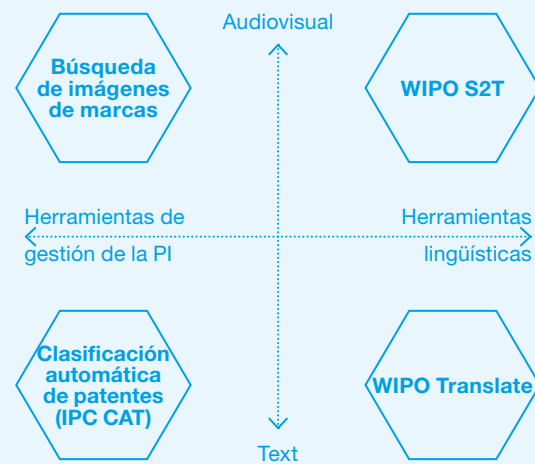 Audiovisual
Búsqueda
de imágenes
de marcas
WIPO S2T
Herramientas de
gestión de la PI
Herramientas
lingüísticas
Clasificación
automática
de patentes
(IPC CAT)
WIPO Translate
Text